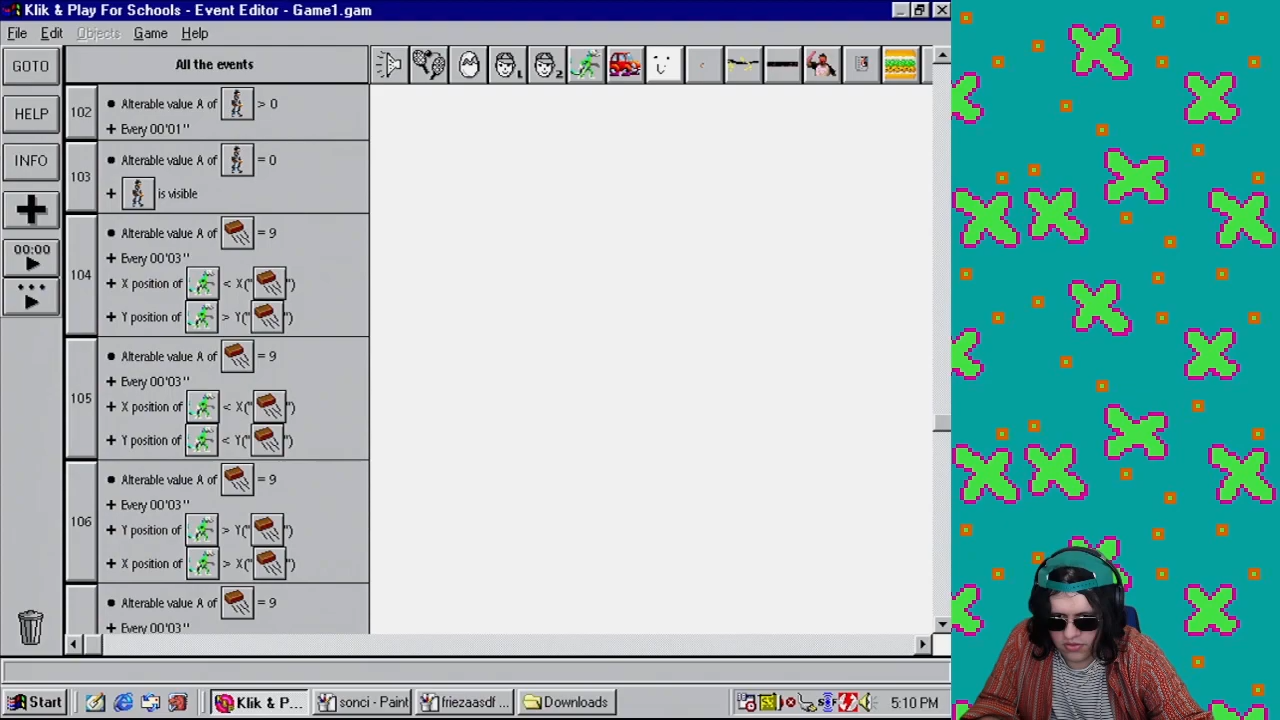 Klik & Play For Schools - Event Editor - Game1.gam
File Edit Objects Game Help
GOTO
All the events
1
2
102
Alterable value A of > 0
+ Every 00'01''
HELP
INFO
103
Alterable value A of = 0
+ is visible
00:00
104
Alterable value A of = 9
+ Every 00'03''
+ X position of < X("")
+ Y position of > Y("")
105
Alterable value A of = 9
+ Every 00'03''
+ X position of < X("")
+ Y position of < Y("")
106
Alterable value A of = 9
+ Every 00'03''
+ Y position of > Y("")
+ X position of > X("")
Alterable value A of = 9
+ Every 00'03''
Start
Klik & P...
sonci - Paint
friezaasdf ...
Downloads
5:10 PM